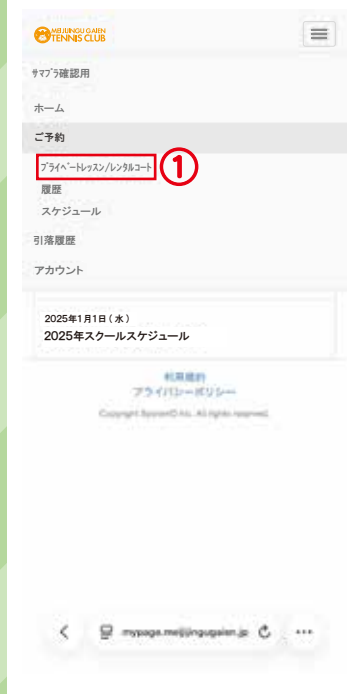 MEIJIJINGU GAIEN
TENNIS CLUB
サマプラ確認用
ホーム
ご予約
プライベートレッスン/レンタルコート
①
履歴
スケジュール
引落履歴
アカウント
2025年1月1日(水)
2025年スクールスケジュール
利用規約
プライバシーポリシー
Copyright All rights reserved.
mypage.meijijingugaien.jp